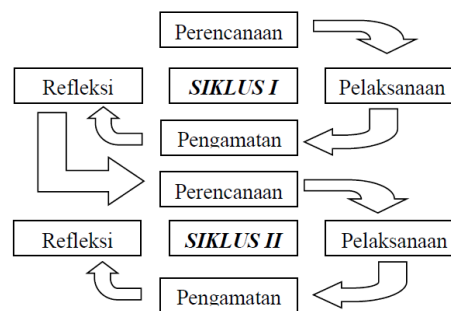 Perencanaan
Refleksi
SIKLUS I
Pelaksanaan
Pengamatan
Perencanaan
Refleksi
SIKLUS II
Pelaksanaan
Pengamatan